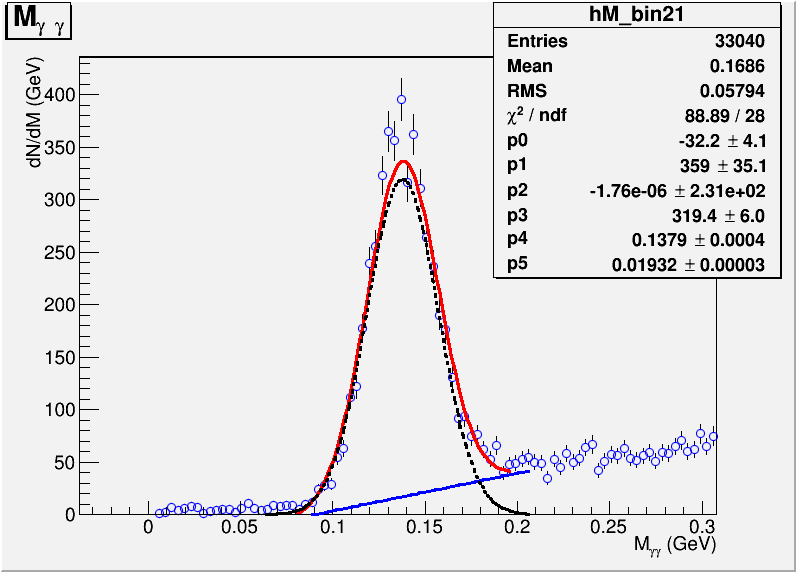 M γ γ
hM_bin21
Entries 33040
Mean 0.1686
RMS 0.05794
χ² / ndf 88.89 / 28
p0 -32.2 ± 4.1
p1 359 ± 35.1
p2 -1.76e-06 ± 2.31e+02
p3 319.4 ± 6.0
p4 0.1379 ± 0.0004
p5 0.01932 ± 0.00003
dN/dM (GeV)
400
350
300
250
200
150
100
50
0
0 0.05 0.1 0.15 0.2 0.25 0.3
Mγγ (GeV)